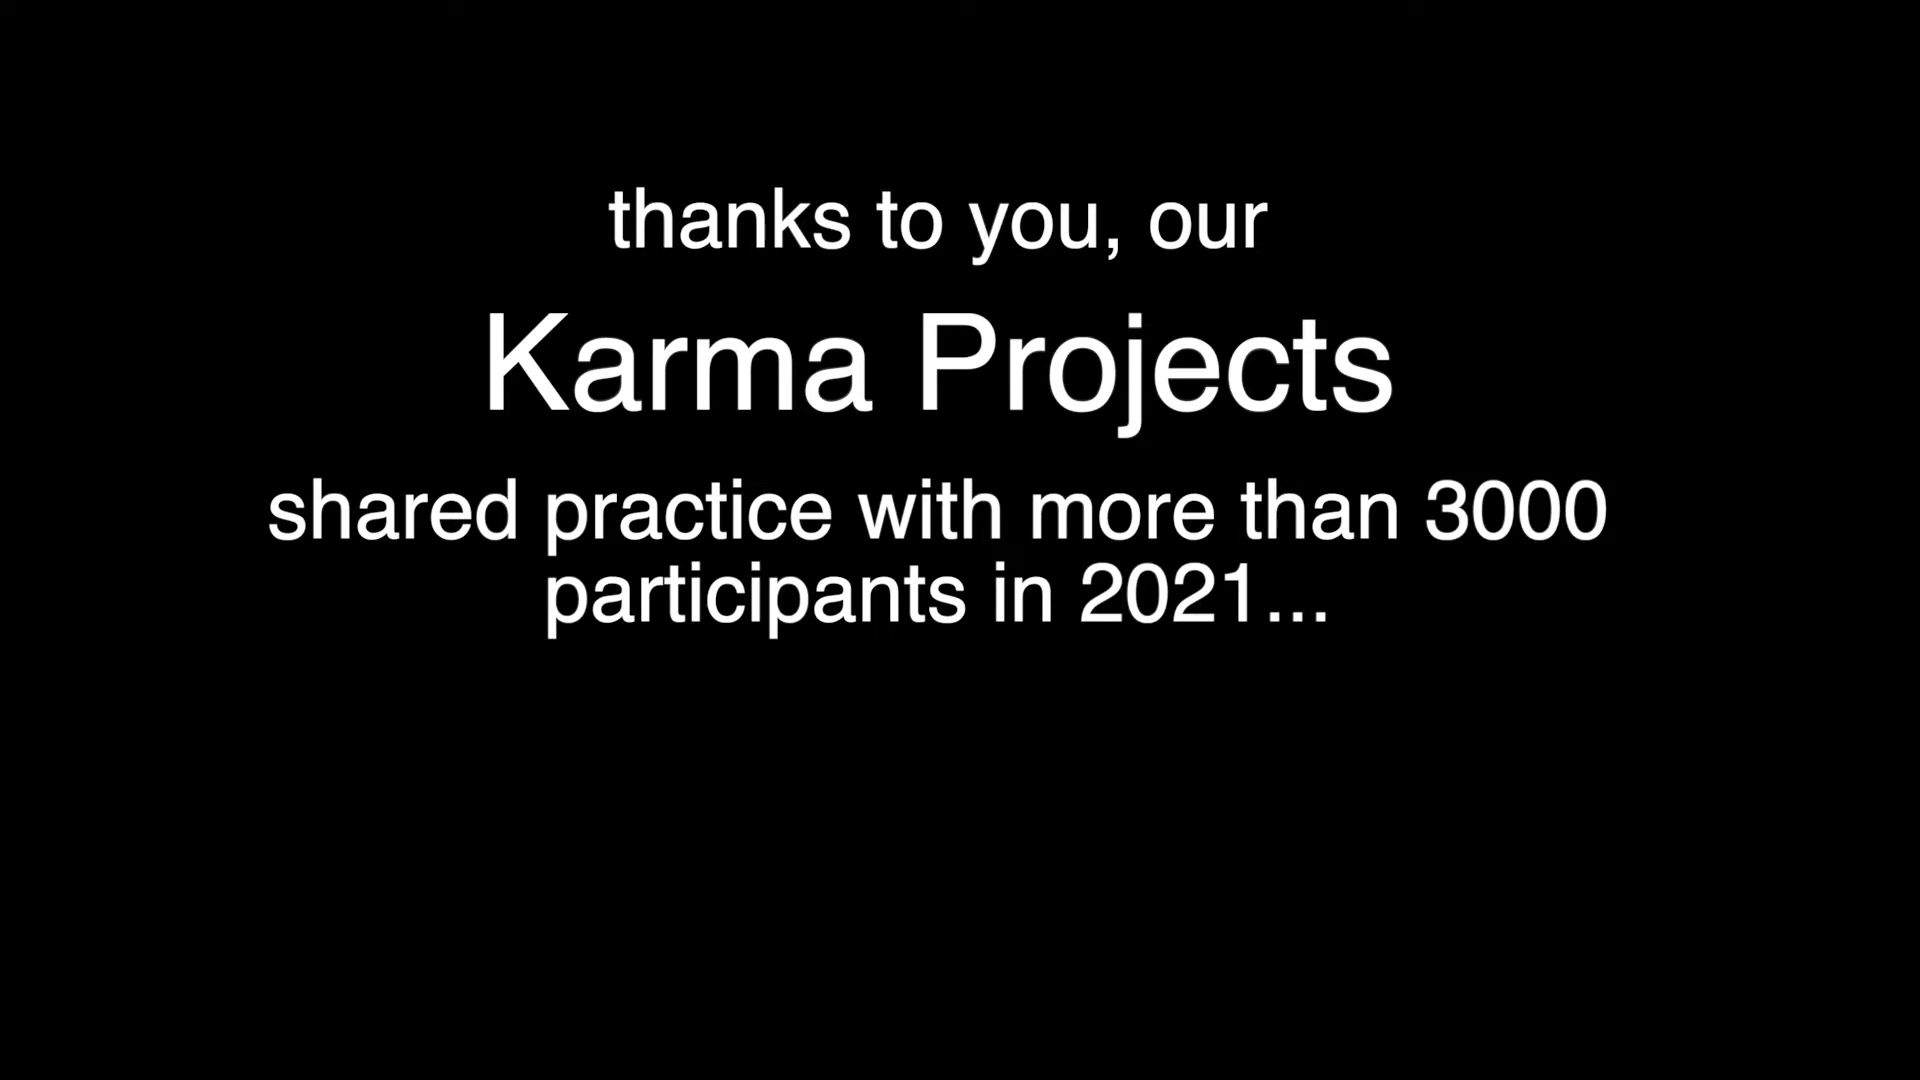 thanks to you, our
Karma Projects
shared practice with more than 3000
participants in 2021...